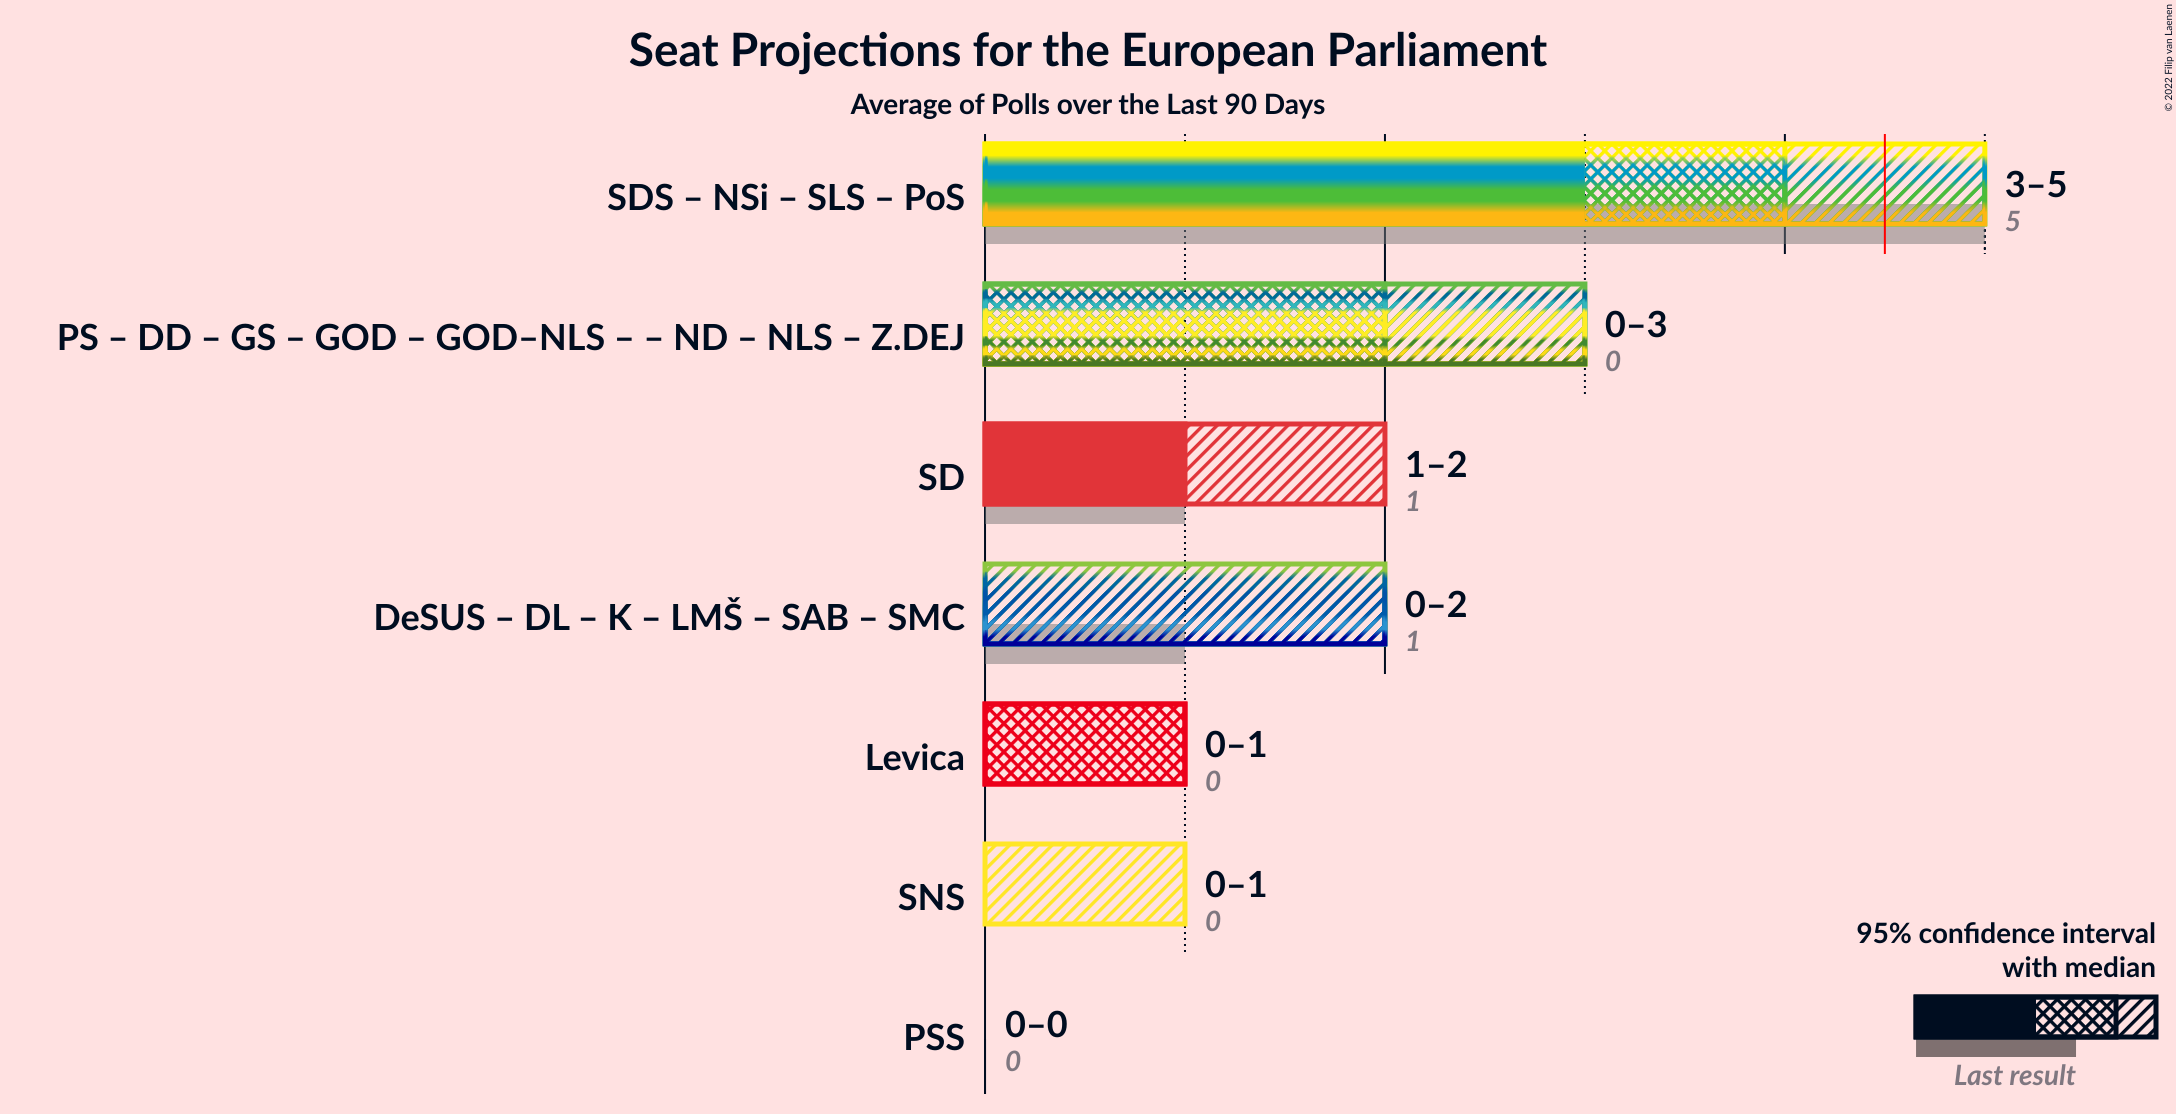 Seat Projections for the European Parliament
Average of Polls over the Last 90 Days
© 2022 Filip van Laenen
SDS – NSi – SLS – PoS
3–5
5
PS – DD – GS – GOD – GOD–NLS – – ND – NLS – Z.DEJ
0–3
0
SD
1–2
1
DeSUS – DL – K – LMŠ – SAB – SMC
0–2
1
Levica
0–1
0
SNS
0–1
0
PSS
0–0
0
95% confidence interval
with median
Last result